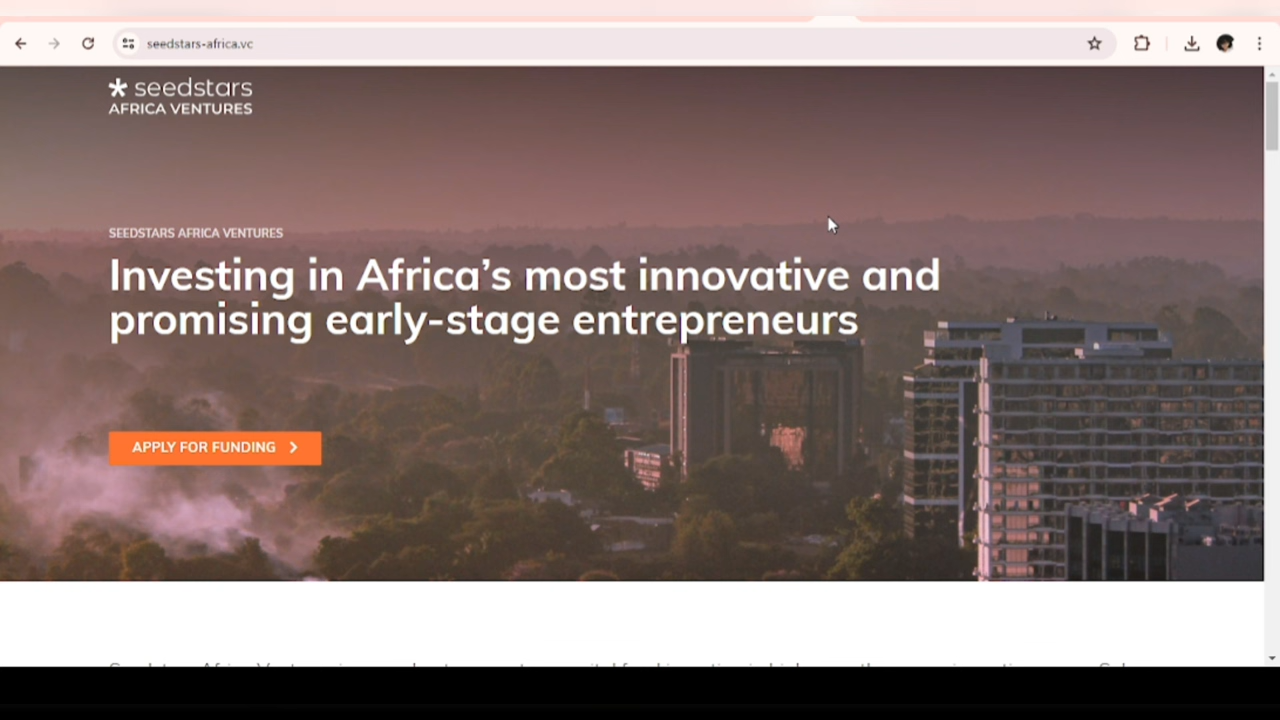 seedstars-africa.vc
seedstars
AFRICA VENTURES
SEEDSTARS AFRICA VENTURES
Investing in Africa’s most innovative and
promising early-stage entrepreneurs
APPLY FOR FUNDING